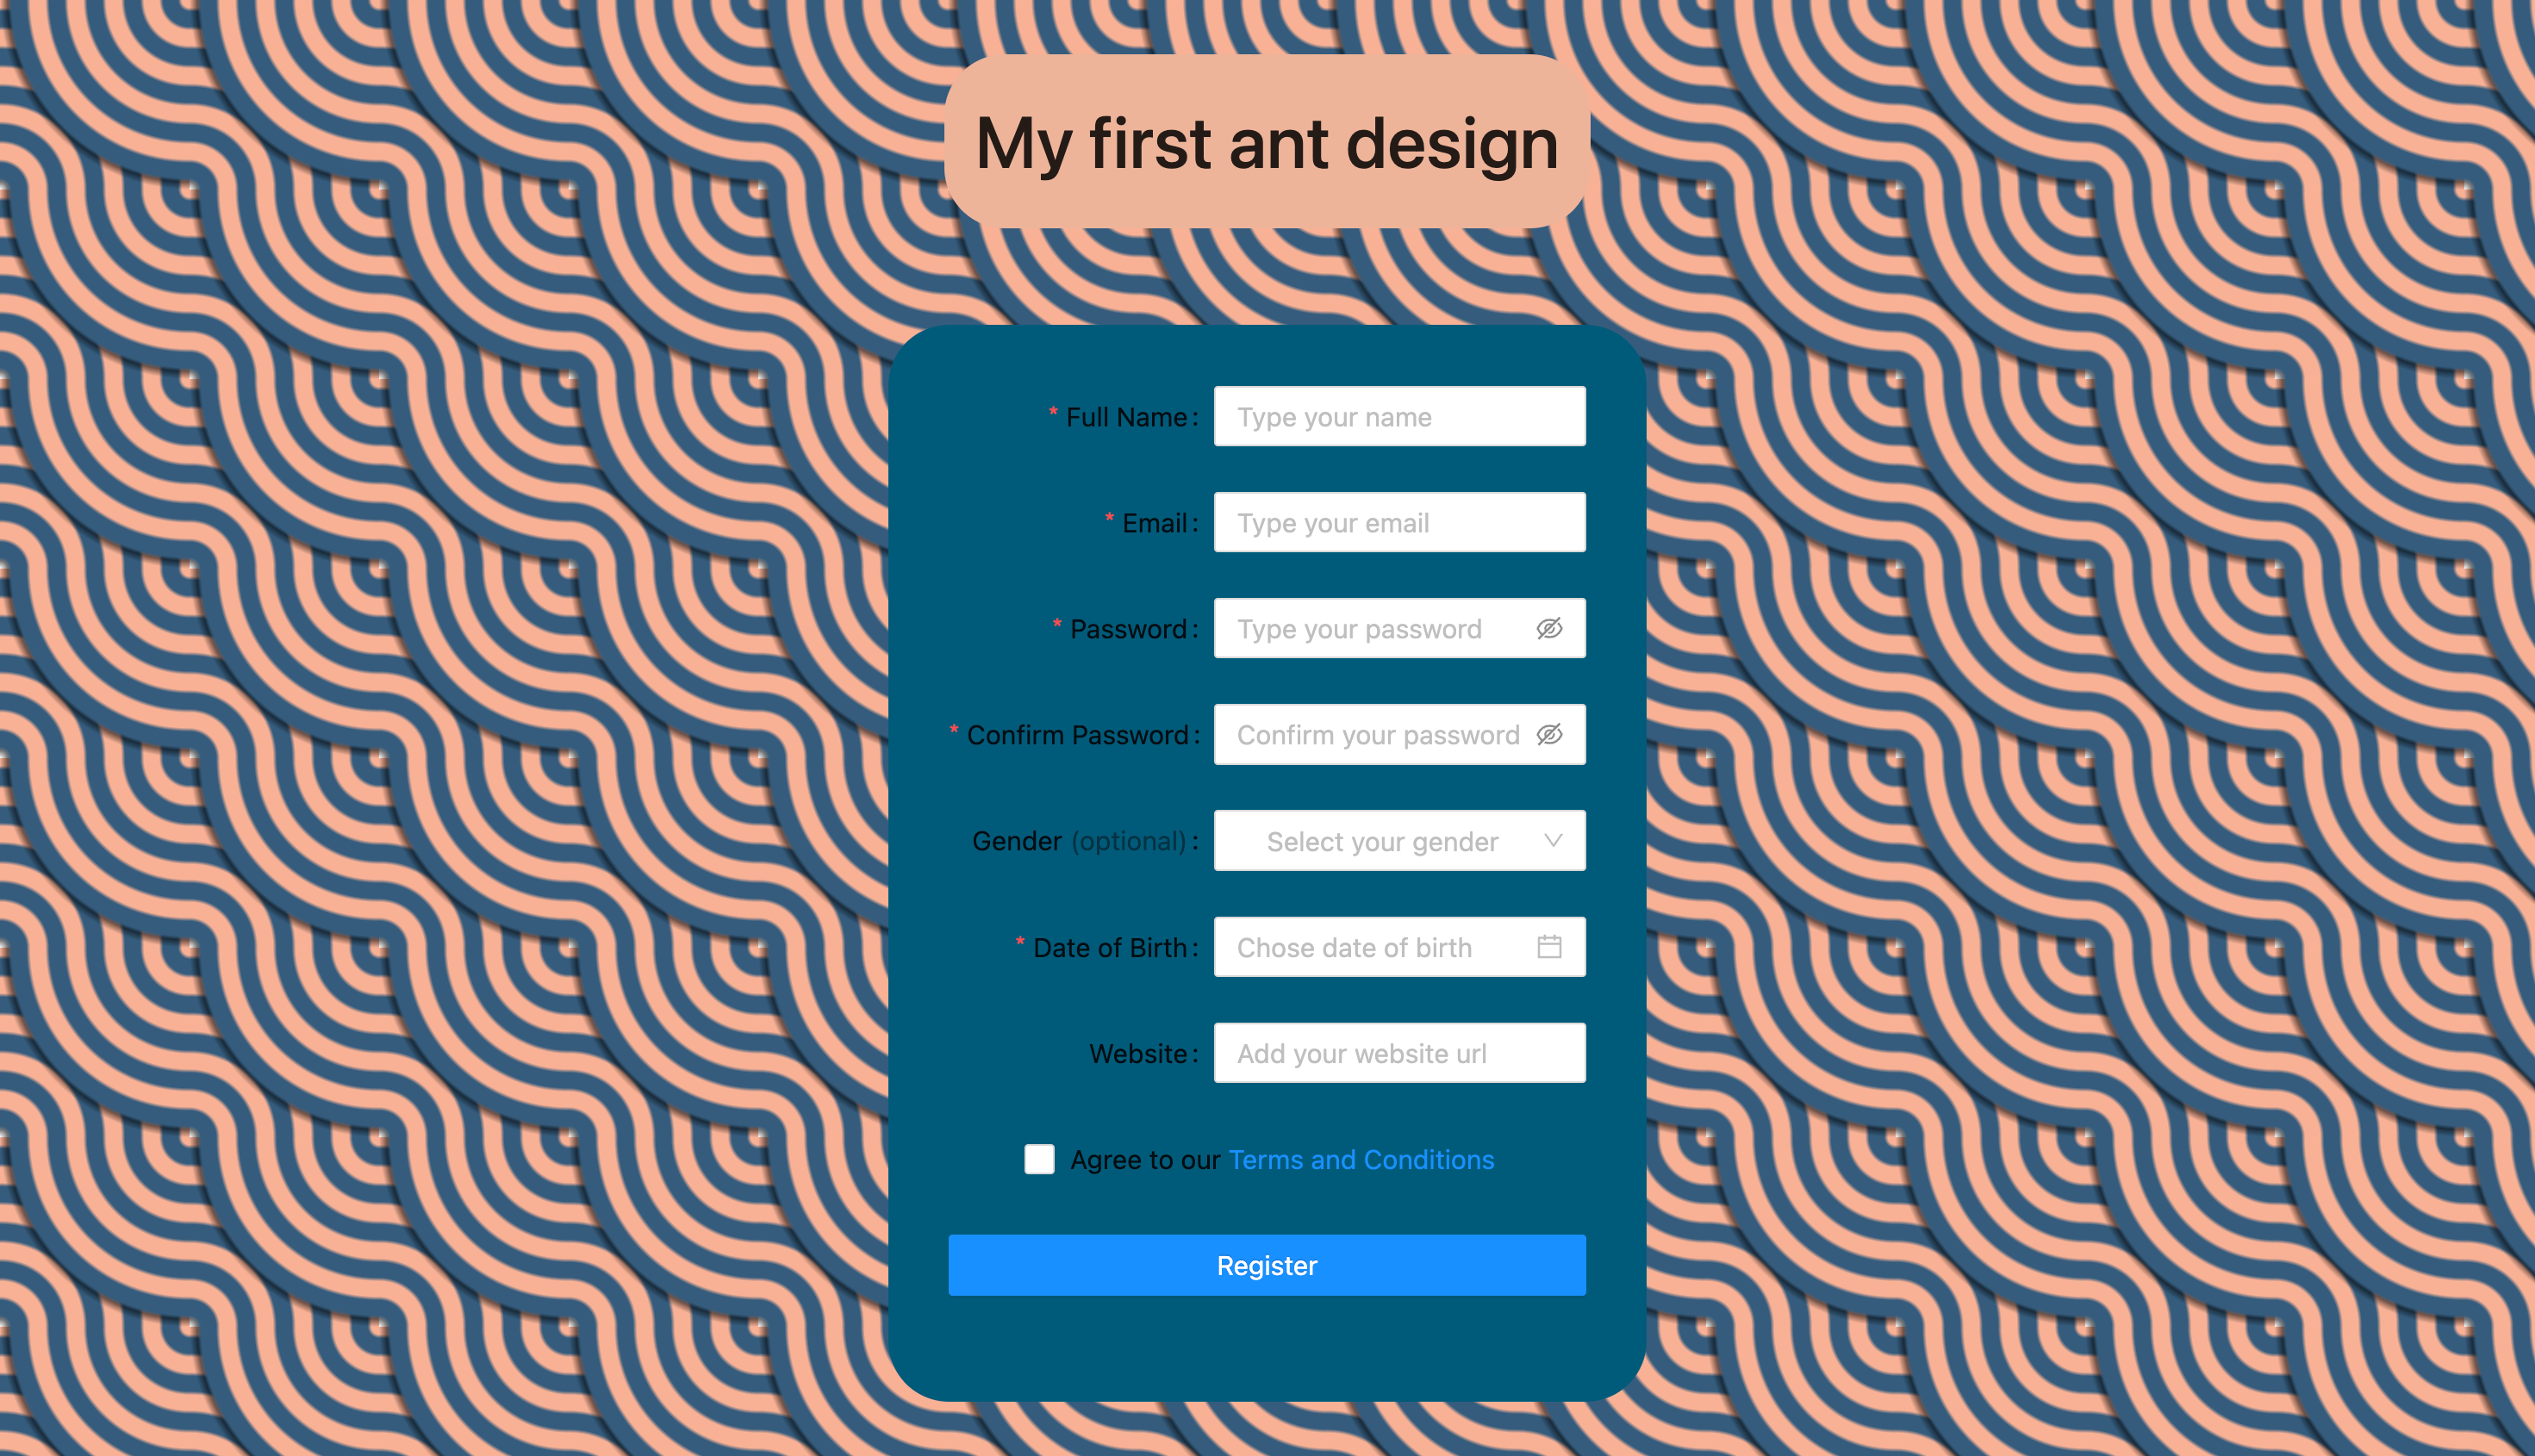 My first ant design
* Full Name: Type your name
* Email: Type your email
* Password: Type your password
* Confirm Password: Confirm your password
Gender (optional): Select your gender
* Date of Birth: Chose date of birth
Website: Add your website url
Agree to our Terms and Conditions
Register